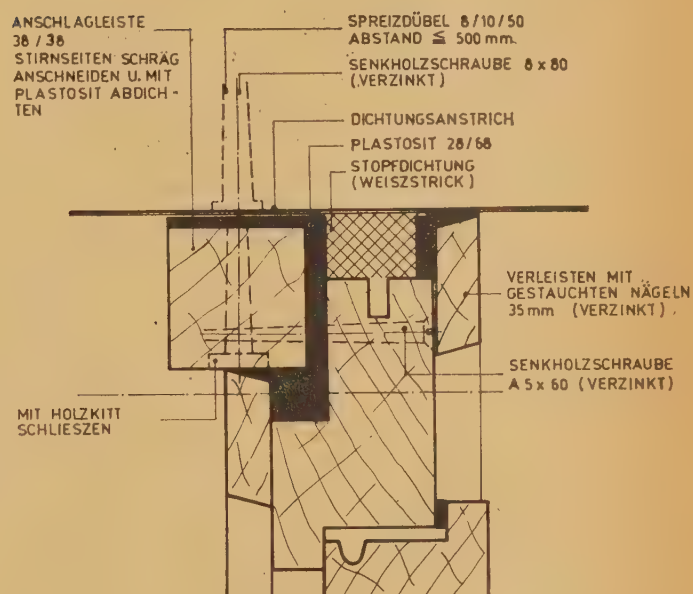 ANSCHLAGLEISTE
38/38
STIRNSEITEN SCHRÄG
ANSCHNEIDEN U. MIT
PLASTOSIT ABDICH-
TEN
SPREIZDÜBEL 8/10/50
ABSTAND ≦ 500 mm.
SENKHOLZSCHRAUBE 8 x 80
(VERZINKT)
DICHTUNGSANSTRICH
PLASTOSIT 28/68
STOPFDICHTUNG
(WEISZSTRICK)
VERLEISTEN MIT
GESTAUCHTEN NÄGELN
35mm (VERZINKT).
SENKHOLZSCHRAUBE
A 5 x 60 (VERZINKT)
MIT HOLZKITT
SCHLIESZEN